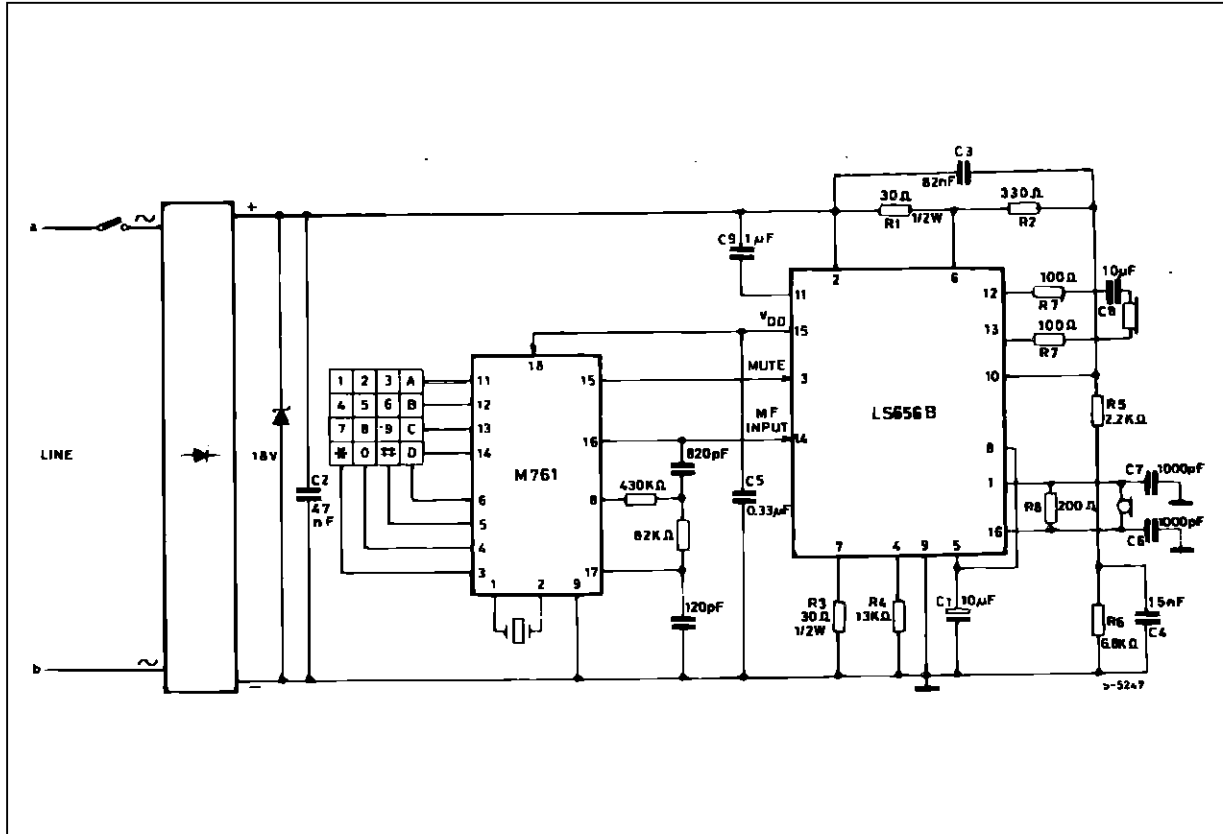 C3
82nF
30Ω
R1
1/2W
330Ω
R2
a
~
+
C9
1µF
2
6
11
12
100Ω
R7
10µF
C8
VDD
15
13
100Ω
R7
18
MUTE
3
10
1 2 3 A
4 5 6 B
7 8 9 C
* 0 # D
11
12
13
14
15
16
LS656B
R5
2.2KΩ
MF
INPUT
14
8
LINE
18V
C2
47
nF
M761
820pF
430KΩ
8
82KΩ
C5
0.33µF
1
R8
200Ω
C7
1000pF
16
C6
1000pF
6
5
4
3
17
1
2
9
7
4
9
5
120pF
R3
30Ω
1/2W
R4
13KΩ
C1
10µF
R6
6.8KΩ
C4
b
~
−